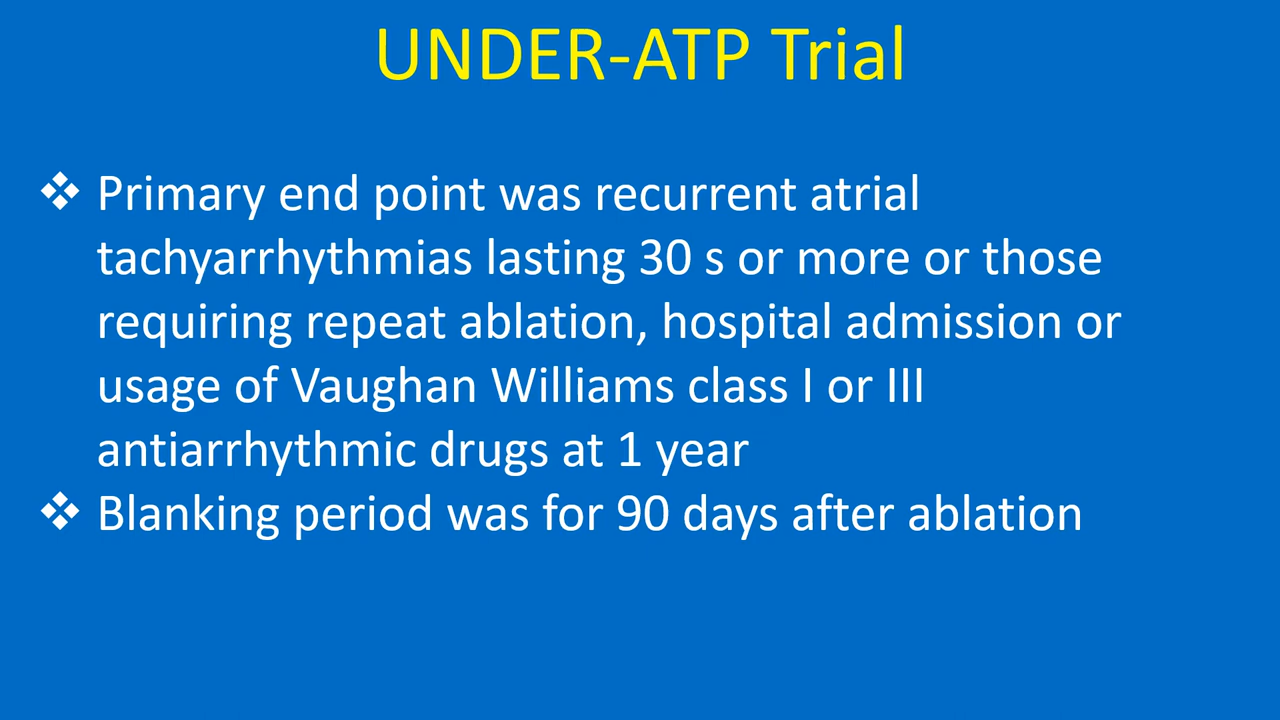 UNDER-ATP Trial
❖ Primary end point was recurrent atrial
tachyarrhythmias lasting 30 s or more or those
requiring repeat ablation, hospital admission or
usage of Vaughan Williams class I or III
antiarrhythmic drugs at 1 year
❖ Blanking period was for 90 days after ablation